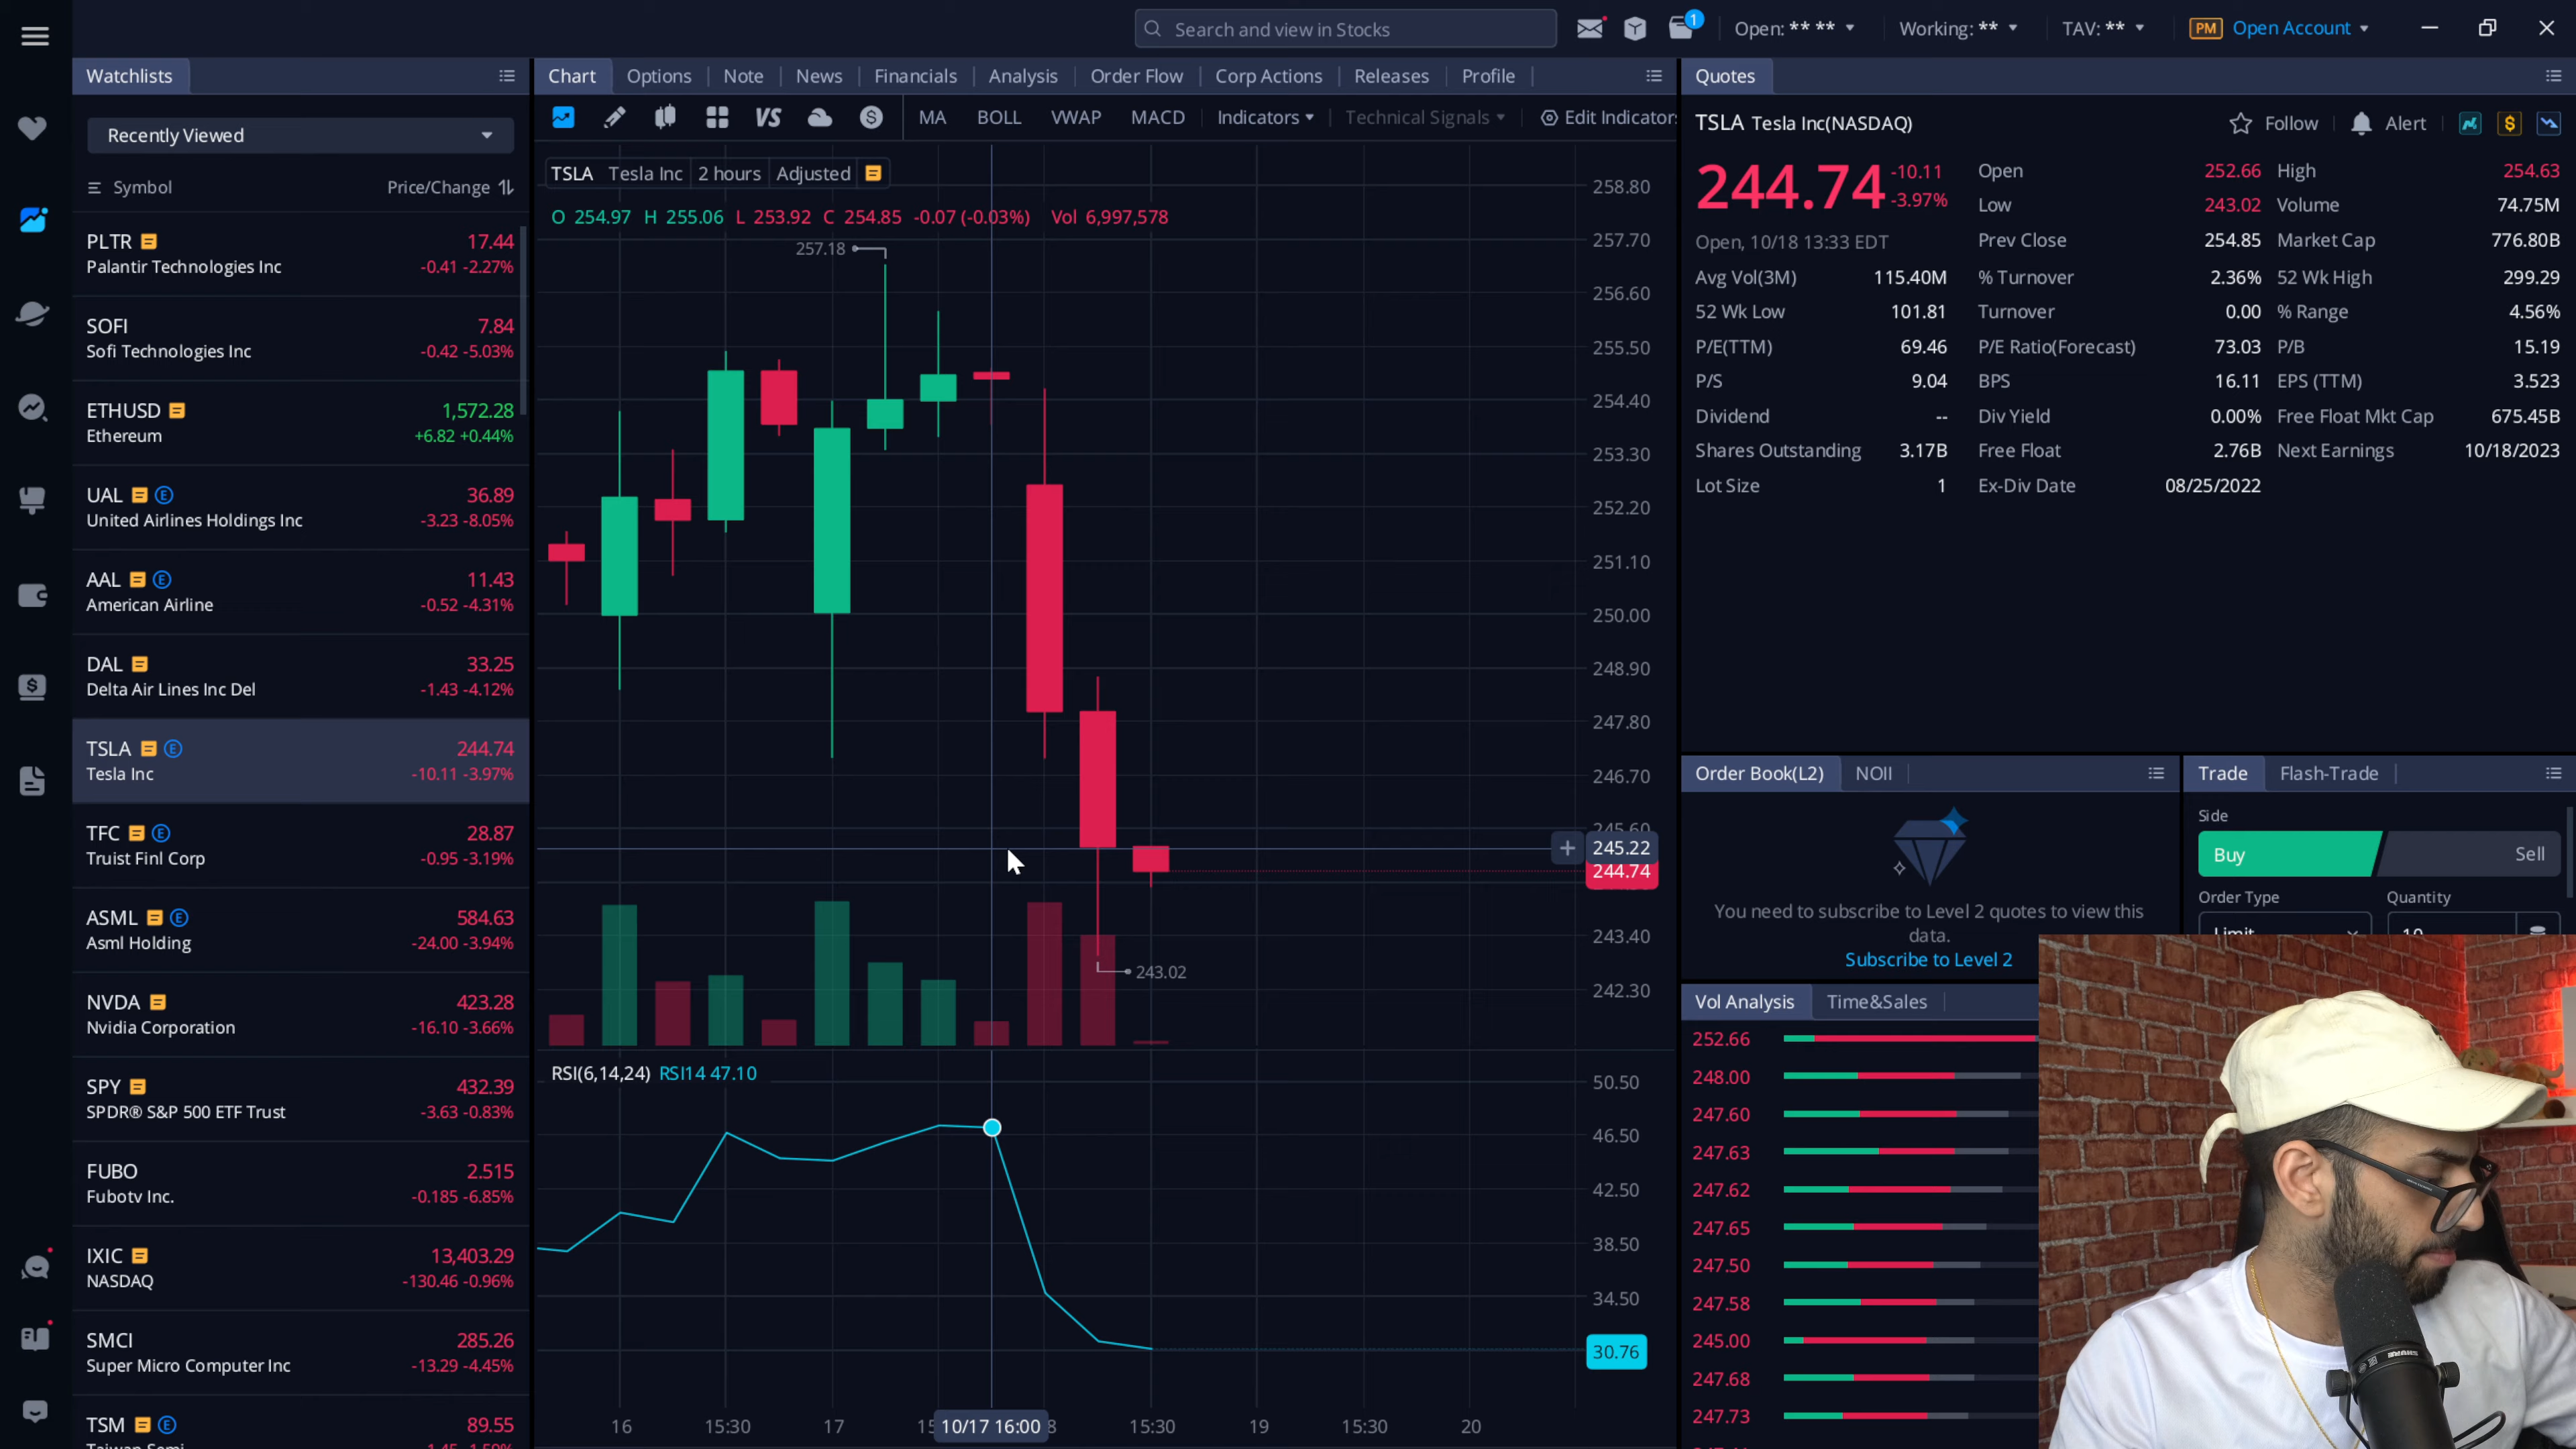 Search and view in Stocks
1
Open: ** **
Working: **
TAV: **
PM Open Account
Watchlists
Recently Viewed
Symbol Price/Change
PLTR 17.44
Palantir Technologies Inc -0.41 -2.27%
SOFI 7.84
Sofi Technologies Inc -0.42 -5.03%
ETHUSD 1,572.28
Ethereum +6.82 +0.44%
UAL E 36.89
United Airlines Holdings Inc -3.23 -8.05%
AAL E 11.43
American Airline -0.52 -4.31%
DAL 33.25
Delta Air Lines Inc Del -1.43 -4.12%
TSLA E 244.74
Tesla Inc -10.11 -3.97%
TFC E 28.87
Truist Finl Corp -0.95 -3.19%
ASML E 584.63
Asml Holding -24.00 -3.94%
NVDA 423.28
Nvidia Corporation -16.10 -3.66%
SPY 432.39
SPDR® S&P 500 ETF Trust -3.63 -0.83%
FUBO 2.515
Fubotv Inc. -0.185 -6.85%
IXIC 13,403.29
NASDAQ -130.46 -0.96%
SMCI 285.26
Super Micro Computer Inc -13.29 -4.45%
TSM E 89.55
Chart Options Note News Financials Analysis Order Flow Corp Actions Releases Profile
VS MA BOLL VWAP MACD Indicators Technical Signals Edit Indicators
TSLA Tesla Inc 2 hours Adjusted
O 254.97 H 255.06 L 253.92 C 254.85 -0.07 (-0.03%) Vol 6,997,578
257.18
243.02
258.80
257.70
256.60
255.50
254.40
253.30
252.20
251.10
250.00
248.90
247.80
246.70
245.60
245.22
244.74
243.40
242.30
RSI(6,14,24) RSI14 47.10
50.50
46.50
42.50
38.50
34.50
30.76
16 15:30 17 10/17 16:00 15:30 19 15:30 20
Quotes
TSLA Tesla Inc(NASDAQ) Follow Alert
244.74 -10.11
-3.97%
Open, 10/18 13:33 EDT
Open 252.66 High 254.63
Low 243.02 Volume 74.75M
Prev Close 254.85 Market Cap 776.80B
Avg Vol(3M) 115.40M % Turnover 2.36% 52 Wk High 299.29
52 Wk Low 101.81 Turnover 0.00 % Range 4.56%
P/E(TTM) 69.46 P/E Ratio(Forecast) 73.03 P/B 15.19
P/S 9.04 BPS 16.11 EPS (TTM) 3.523
Dividend -- Div Yield 0.00% Free Float Mkt Cap 675.45B
Shares Outstanding 3.17B Free Float 2.76B Next Earnings 10/18/2023
Lot Size 1 Ex-Div Date 08/25/2022
Order Book(L2) NOII
You need to subscribe to Level 2 quotes to view this
data.
Subscribe to Level 2
Trade Flash-Trade
Side
Buy Sell
Order Type Quantity
Limit 10
Vol Analysis Time&Sales
252.66
248.00
247.60
247.63
247.62
247.65
247.50
247.58
245.00
247.68
247.73
SHURE